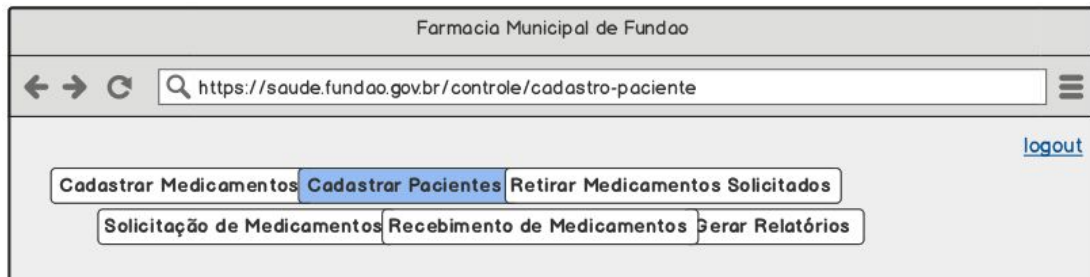 Farmacia Municipal de Fundao
https://saude.fundao.gov.br/controle/cadastro-paciente
logout
Cadastrar Medicamentos Cadastrar Pacientes Retirar Medicamentos Solicitados
Solicitação de Medicamentos Recebimento de Medicamentos Gerar Relatórios